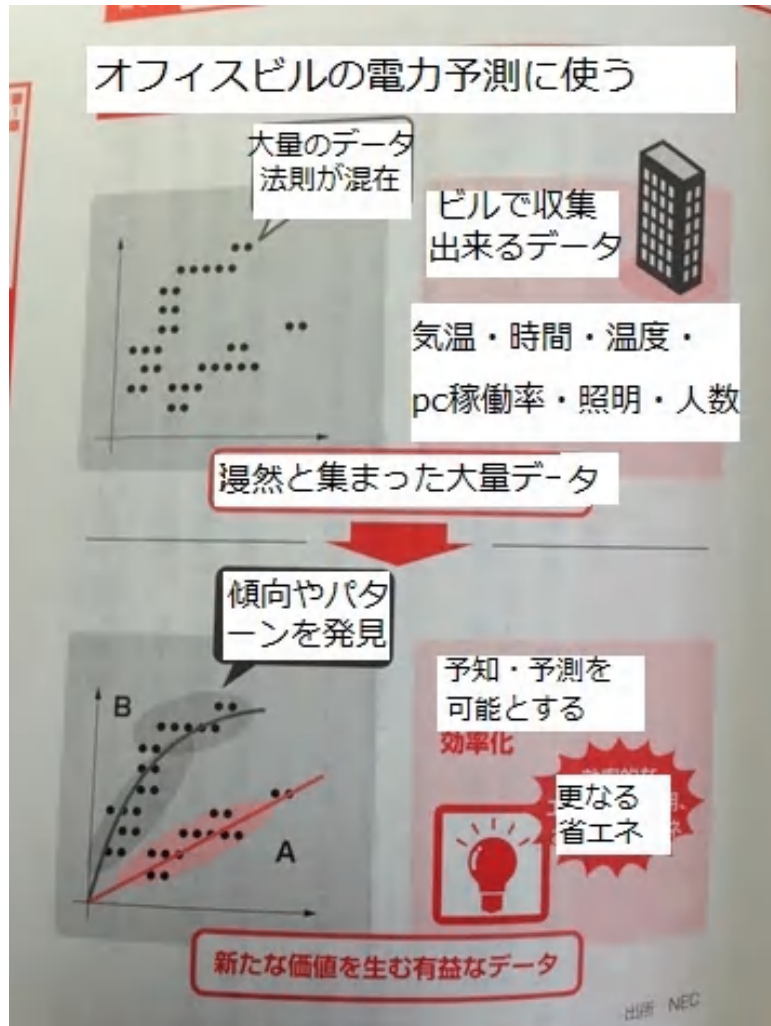 オフィスビルの電力予測に使う
大量のデータ
法則が混在
ビルで収集
出来るデータ
気温・時間・温度・
pc稼働率・照明・人数
漫然と集まった大量データ
傾向やパタ
ーンを発見
B
A
予知・予測を
可能とする
効率化
更なる
省エネ
新たな価値を生む有益なデータ
出所 NEC